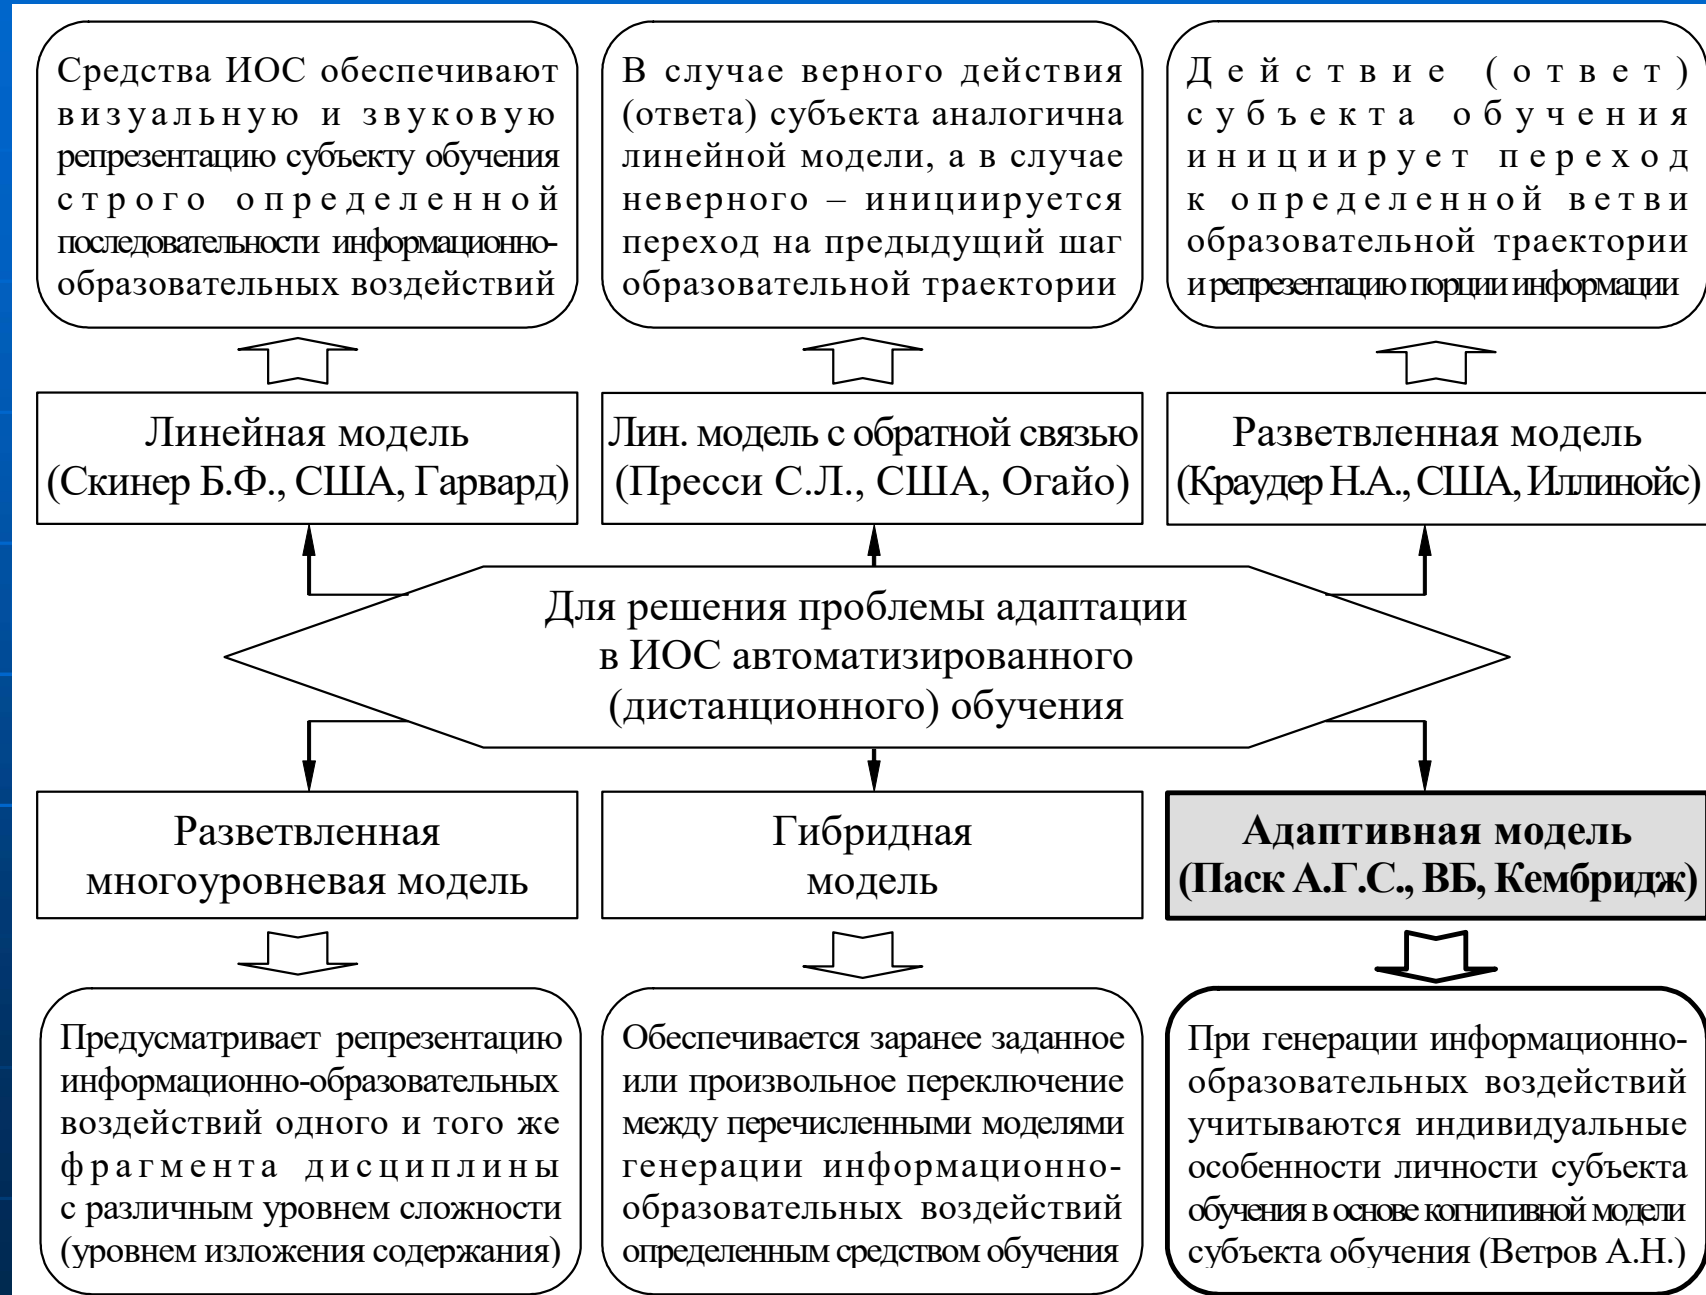 Средства ИОС обеспечивают
визуальную и звуковую
репрезентацию субъекту обучения
строго определенной
последовательности информационно-
образовательных воздействий
В случае верного действия
(ответа) субъекта аналогична
линейной модели, а в случае
неверного – инициируется
переход на предыдущий шаг
образовательной траектории
Действие (ответ)
субъекта обучения
инициирует переход
к определенной ветви
образовательной траектории
и репрезентацию порции информации
Линейная модель
(Скинер Б.Ф., США, Гарвард)
Лин. модель с обратной связью
(Пресси С.Л., США, Огайо)
Разветвленная модель
(Краудер Н.А., США, Иллинойс)
Для решения проблемы адаптации
в ИОС автоматизированного
(дистанционного) обучения
Разветвленная
многоуровневая модель
Гибридная
модель
Адаптивная модель
(Паск А.Г.С., ВБ, Кембридж)
Предусматривает репрезентацию
информационно-образовательных
воздействий одного и того же
фрагмента дисциплины
с различным уровнем сложности
(уровнем изложения содержания)
Обеспечивается заранее заданное
или произвольное переключение
между перечисленными моделями
генерации информационно-
образовательных воздействий
определенным средством обучения
При генерации информационно-
образовательных воздействий
учитываются индивидуальные
особенности личности субъекта
обучения в основе когнитивной модели
субъекта обучения (Ветров А.Н.)